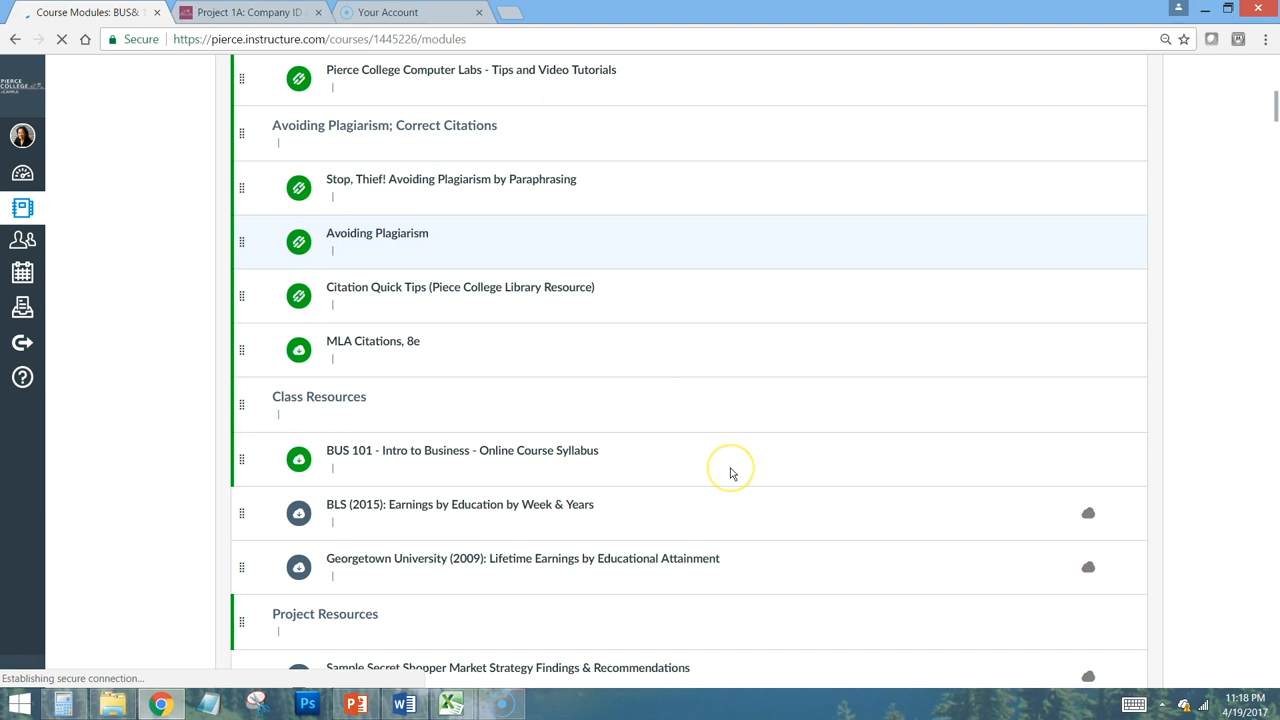 Course Modules: BUS& 1
Project 1A: Company ID
Your Account
Secure
https://pierce.instructure.com/courses/1445226/modules
PIERCE
COLLEGE
Pierce College Computer Labs - Tips and Video Tutorials
|
Avoiding Plagiarism; Correct Citations
|
Stop, Thief! Avoiding Plagiarism by Paraphrasing
|
Avoiding Plagiarism
|
Citation Quick Tips (Piece College Library Resource)
|
MLA Citations, 8e
|
Class Resources
|
BUS 101 - Intro to Business - Online Course Syllabus
|
BLS (2015): Earnings by Education by Week & Years
|
Georgetown University (2009): Lifetime Earnings by Educational Attainment
|
Project Resources
|
Sample Secret Shopper Market Strategy Findings & Recommendations
Establishing secure connection...
Ps
11:18 PM
4/19/2017